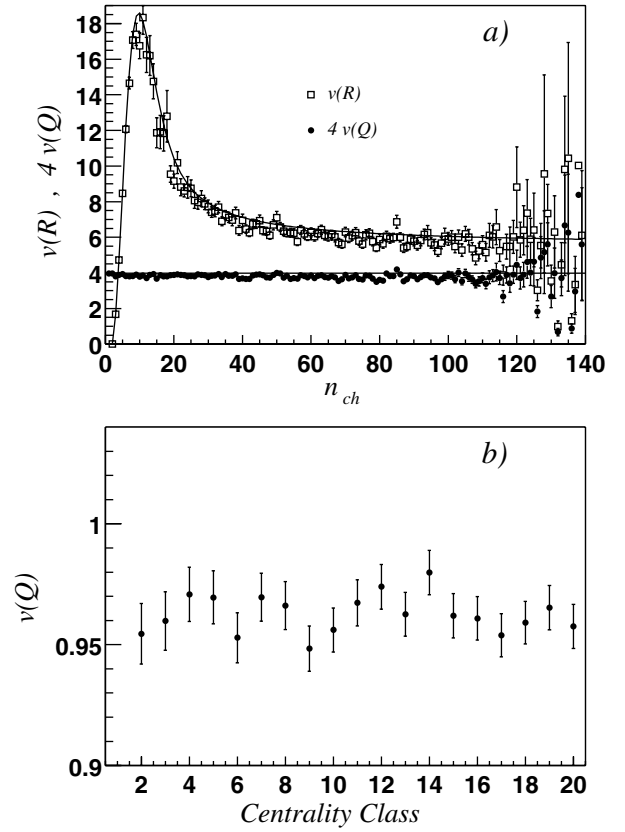 a)
v(R)
4 v(Q)
v(R) , 4 v(Q)
18
16
14
12
10
8
6
4
2
0
0 20 40 60 80 100 120 140
n ch
b)
v(Q)
1
0.95
0.9
2 4 6 8 10 12 14 16 18 20
Centrality Class